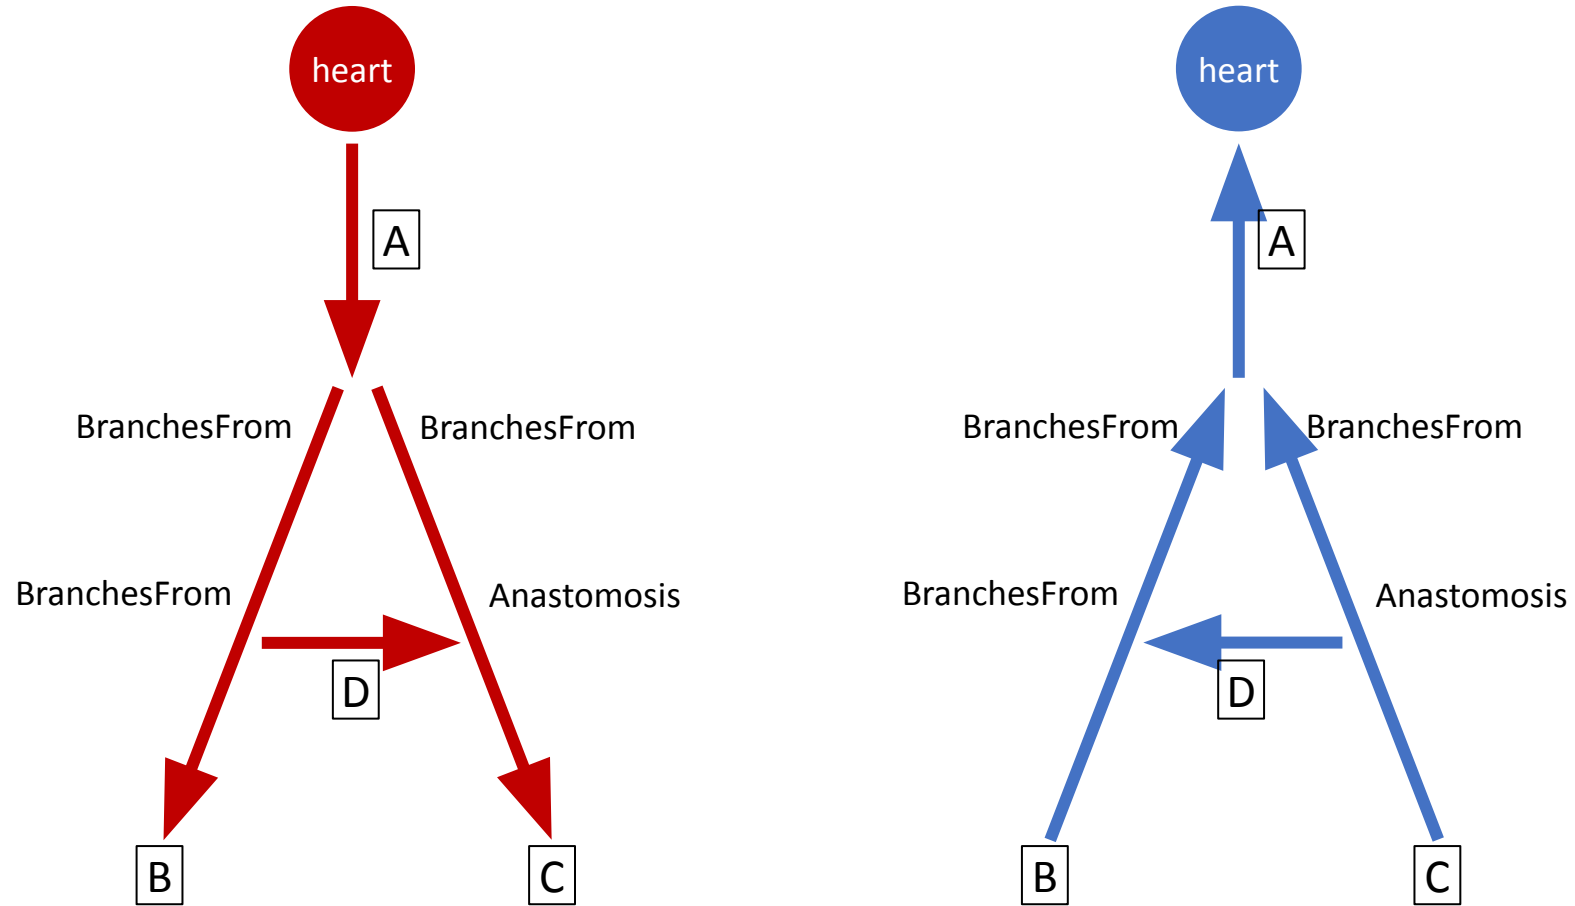 heart
A
BranchesFrom
BranchesFrom
BranchesFrom
Anastomosis
D
B
C
heart
A
BranchesFrom
BranchesFrom
BranchesFrom
Anastomosis
D
B
C